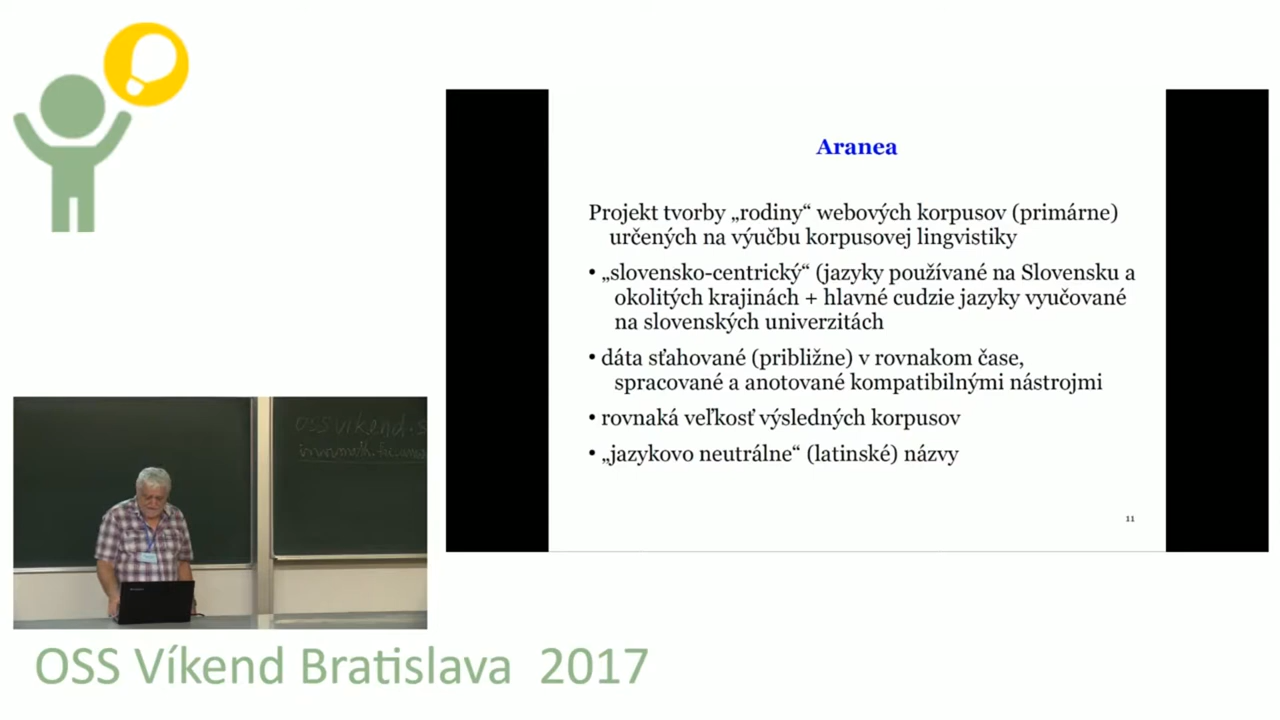 Aranea
Projekt tvorby „rodiny“ webových korpusov (primárne)
určených na výučbu korpusovej lingvistiky
• „slovensko-centrický“ (jazyky používané na Slovensku a
okolitých krajinách + hlavné cudzie jazyky vyučované
na slovenských univerzitách
• dáta sťahované (približne) v rovnakom čase,
spracované a anotované kompatibilnými nástrojmi
• rovnaká veľkosť výsledných korpusov
• „jazykovo neutrálne“ (latinské) názvy
11
OSS víkend.s
OSS Víkend Bratislava 2017